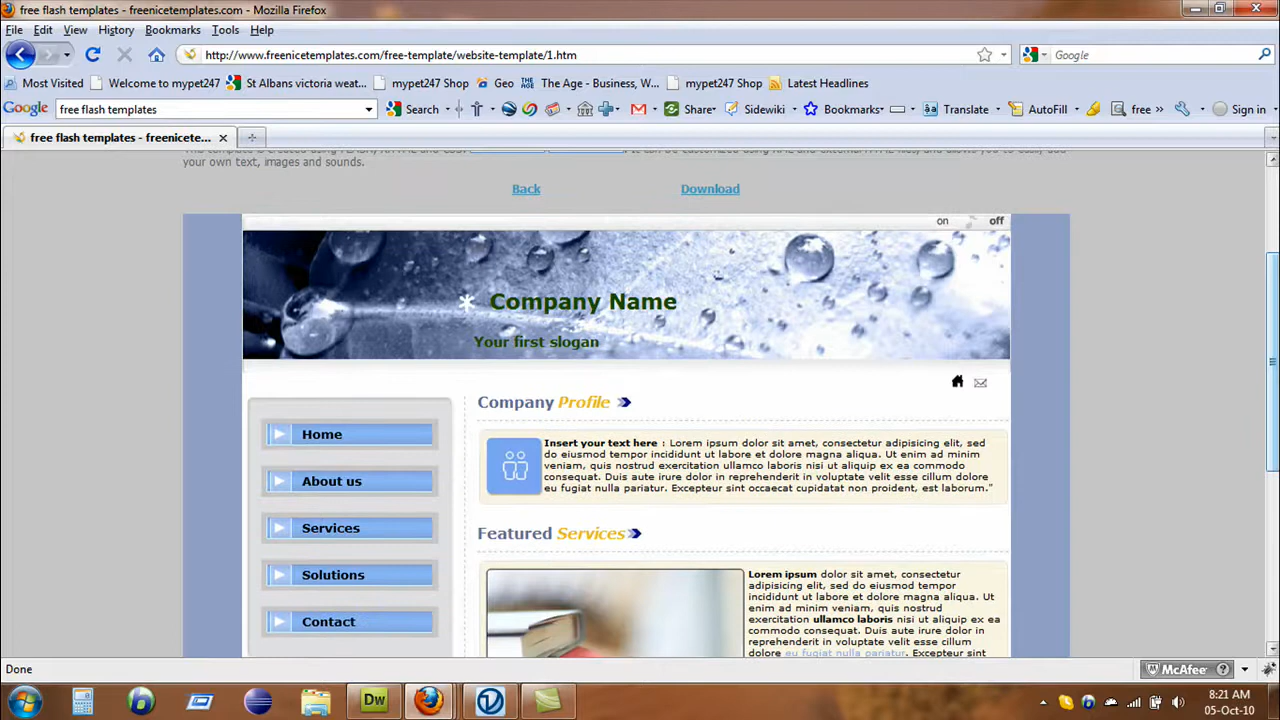 free flash templates - freenicetemplates.com - Mozilla Firefox
File Edit View History Bookmarks Tools Help
http://www.freenicetemplates.com/free-template/website-template/1.htm
Google
Most Visited Welcome to mypet247 St Albans victoria weat... mypet247 Shop Geo THE AGE The Age - Business, W... mypet247 Shop Latest Headlines
Google free flash templates Search Share Sidewiki Bookmarks Translate AutoFill free » Sign in
free flash templates - freenicete...
your own text, images and sounds.
Back Download
on off
* Company Name
Your first slogan
Home
About us
Services
Solutions
Contact
Company Profile
Insert your text here : Lorem ipsum dolor sit amet, consectetur adipisicing elit, sed
do eiusmod tempor incididunt ut labore et dolore magna aliqua. Ut enim ad minim
veniam, quis nostrud exercitation ullamco laboris nisi ut aliquip ex ea commodo
consequat. Duis aute irure dolor in reprehenderit in voluptate velit esse cillum dolore
eu fugiat nulla pariatur. Excepteur sint occaecat cupidatat non proident, est laborum."
Featured Services
Lorem ipsum dolor sit amet, consectetur
adipisicing elit, sed do eiusmod tempor
incididunt ut labore et dolore magna aliqua. Ut
enim ad minim veniam, quis nostrud
exercitation ullamco laboris nisi ut aliquip ex ea
commodo consequat. Duis aute irure dolor in
reprehenderit in voluptate velit esse cillum
dolore eu fugiat nulla pariatur. Excepteur sint
Done
McAfee
Dw
8:21 AM
05-Oct-10